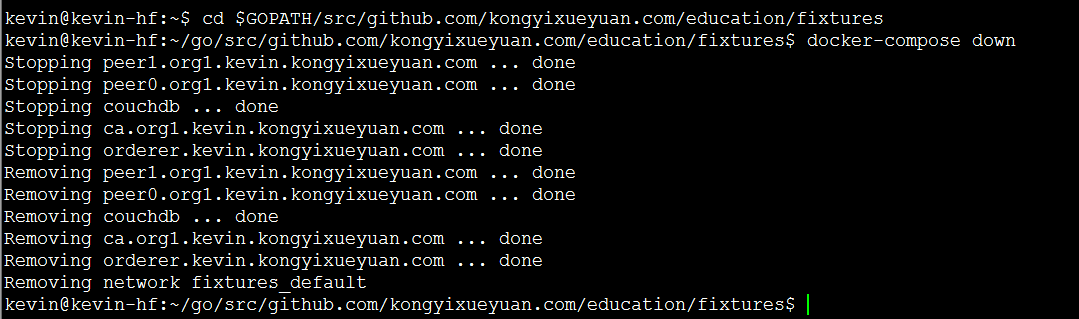 kevin@kevin-hf:~$ cd $GOPATH/src/github.com/kongyixueyuan.com/education/fixtures
kevin@kevin-hf:~/go/src/github.com/kongyixueyuan.com/education/fixtures$ docker-compose down
Stopping peer1.org1.kevin.kongyixueyuan.com ... done
Stopping peer0.org1.kevin.kongyixueyuan.com ... done
Stopping couchdb ... done
Stopping ca.org1.kevin.kongyixueyuan.com ... done
Stopping orderer.kevin.kongyixueyuan.com ... done
Removing peer1.org1.kevin.kongyixueyuan.com ... done
Removing peer0.org1.kevin.kongyixueyuan.com ... done
Removing couchdb ... done
Removing ca.org1.kevin.kongyixueyuan.com ... done
Removing orderer.kevin.kongyixueyuan.com ... done
Removing network fixtures_default
kevin@kevin-hf:~/go/src/github.com/kongyixueyuan.com/education/fixtures$